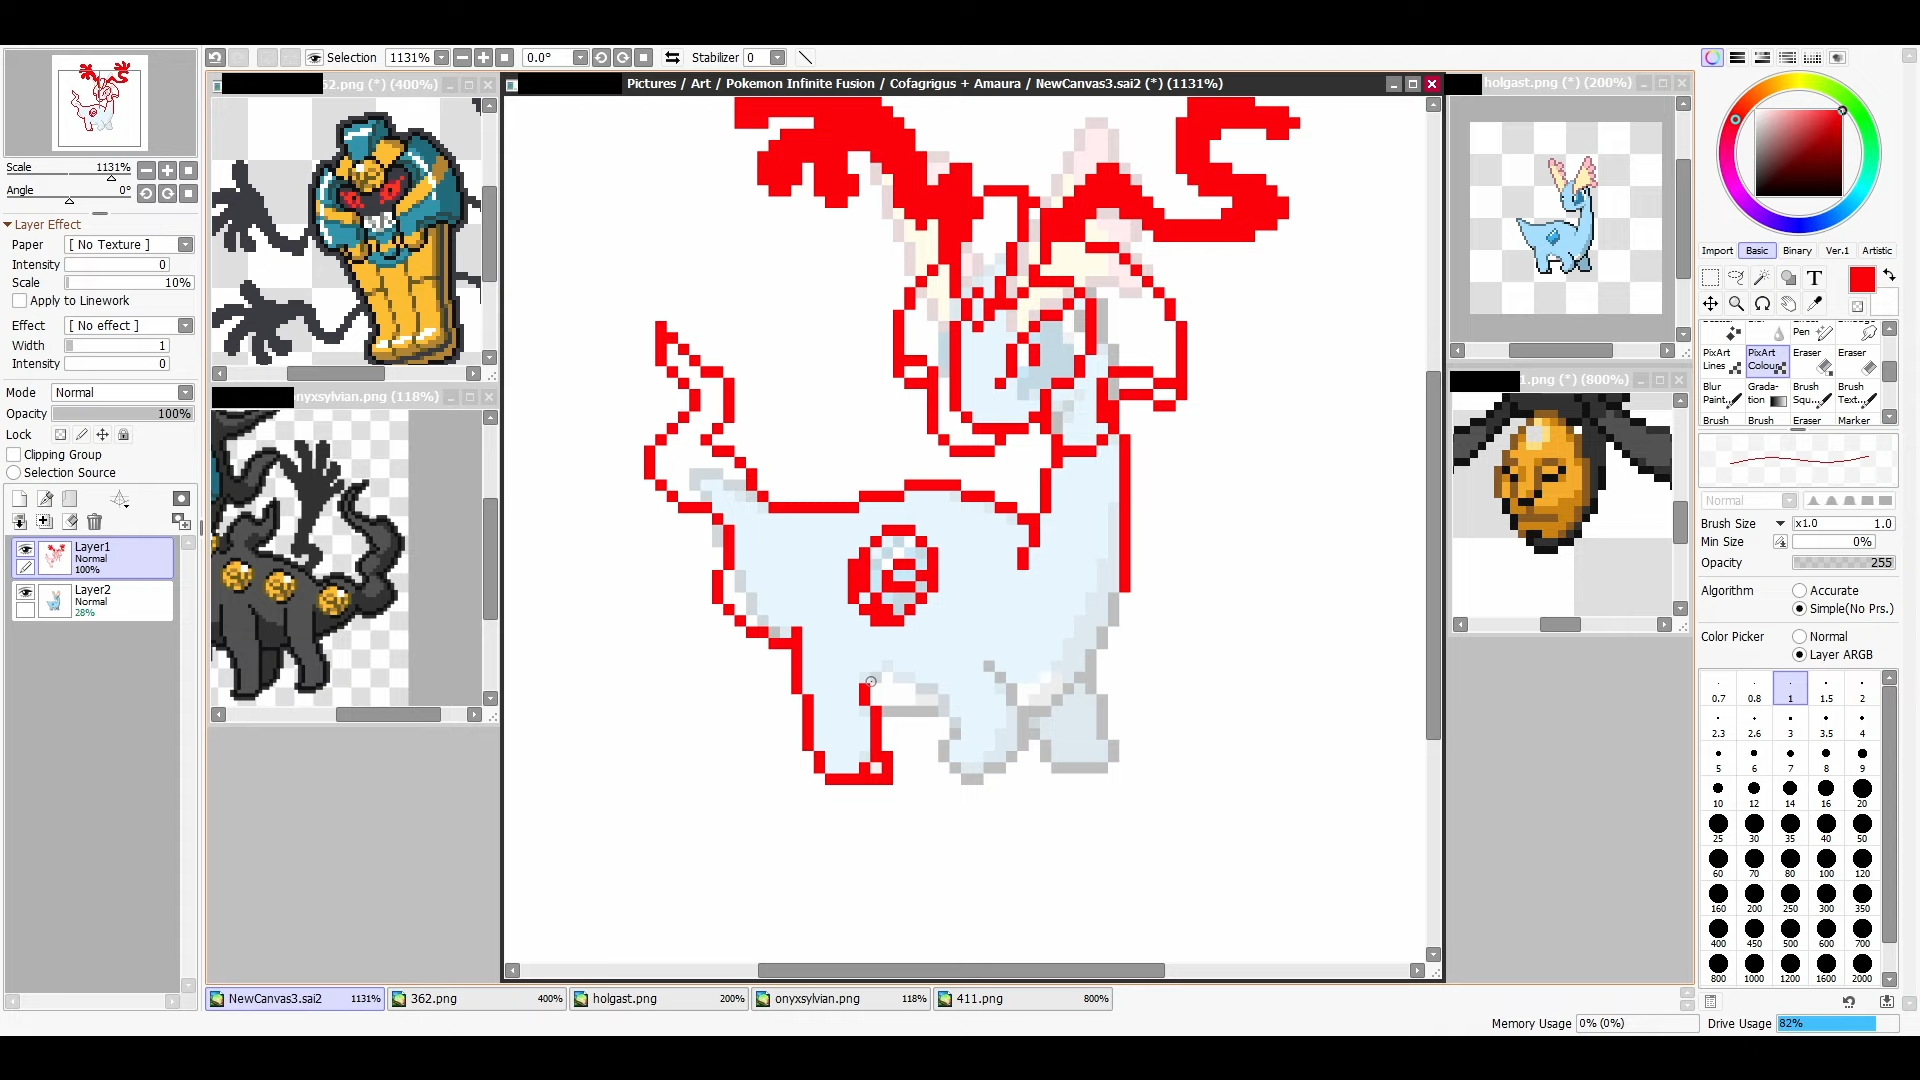 Selection
1131%
0.0°
Stabilizer 0
62.png (*) (400%)
Pictures / Art / Pokemon Infinite Fusion / Cofagrigus + Amaura / NewCanvas3.sai2 (*) (1131%)
holgast.png (*) (200%)
Scale 1131%
Angle 0°
Layer Effect
Paper [ No Texture ]
Intensity 0
Scale 10%
Apply to Linework
Effect [ No effect ]
Width 1
Intensity 0
Mode Normal
Opacity 100%
Lock
Clipping Group
Selection Source
Layer1
Normal
100%
Layer2
Normal
28%
onyxsylvian.png (118%)
1.png (*) (800%)
Import Basic Binary Ver.1 Artistic
T
Pen
PixArt Lines
PixArt Colour
Eraser
Eraser
Blur Paint..
Grada-tion
Brush Squ..
Brush Text..
Brush Brush Eraser Marker
Normal
Brush Size x1.0 1.0
Min Size 0%
Opacity 255
Algorithm Accurate
Simple(No Prs.)
Color Picker Normal
Layer ARGB
0.7 0.8 1 1.5 2
2.3 2.6 3 3.5 4
5 6 7 8 9
10 12 14 16 20
25 30 35 40 50
60 70 80 100 120
160 200 250 300 350
400 450 500 600 700
800 1000 1200 1600 2000
NewCanvas3.sai2 1131%
362.png 400%
holgast.png 200%
onyxsylvian.png 118%
411.png 800%
Memory Usage 0% (0%)
Drive Usage 82%